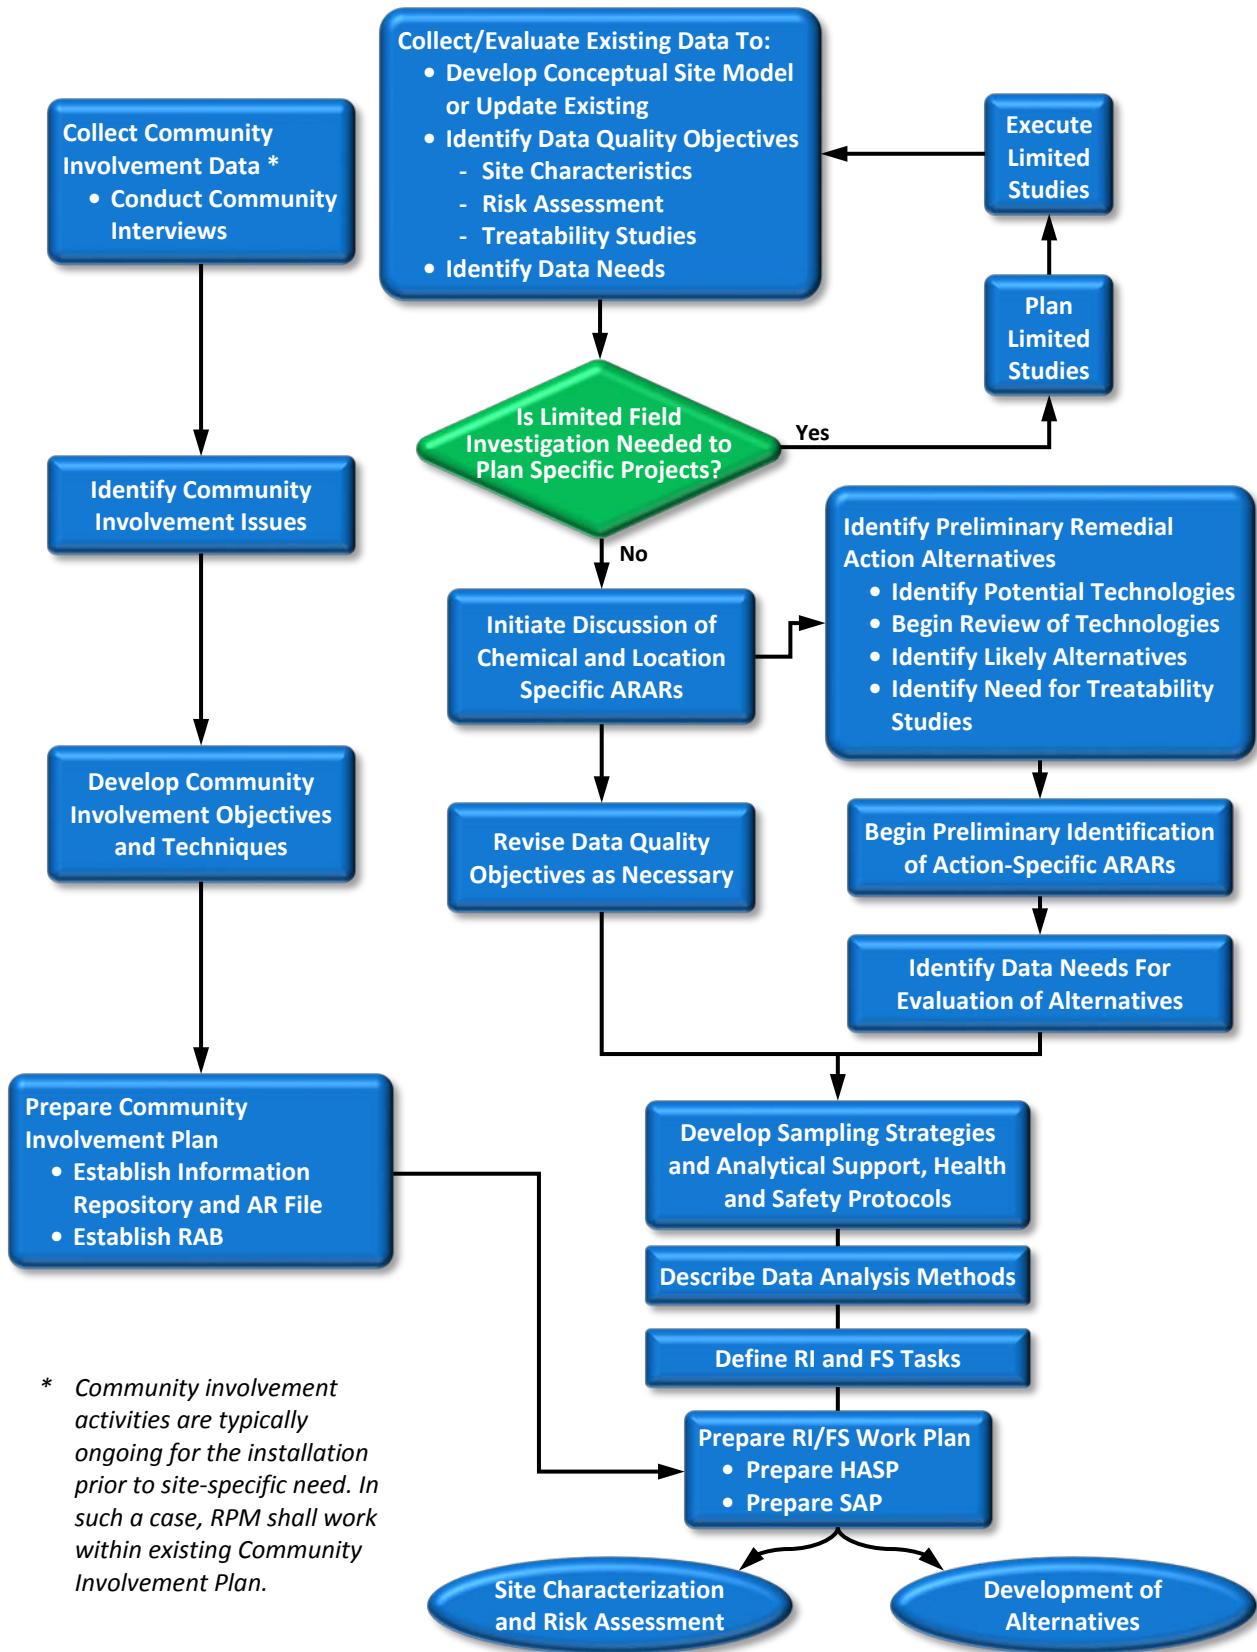 Collect/Evaluate Existing Data To:
• Develop Conceptual Site Model
or Update Existing
• Identify Data Quality Objectives
- Site Characteristics
- Risk Assessment
- Treatability Studies
• Identify Data Needs
Collect Community
Involvement Data *
• Conduct Community
Interviews
Execute
Limited
Studies
Plan
Limited
Studies
Is Limited Field
Investigation Needed to
Plan Specific Projects?
Yes
No
Identify Community
Involvement Issues
Initiate Discussion of
Chemical and Location
Specific ARARs
Identify Preliminary Remedial
Action Alternatives
• Identify Potential Technologies
• Begin Review of Technologies
• Identify Likely Alternatives
• Identify Need for Treatability
Studies
Develop Community
Involvement Objectives
and Techniques
Revise Data Quality
Objectives as Necessary
Begin Preliminary Identification
of Action-Specific ARARs
Identify Data Needs For
Evaluation of Alternatives
Prepare Community
Involvement Plan
• Establish Information
Repository and AR File
• Establish RAB
Develop Sampling Strategies
and Analytical Support, Health
and Safety Protocols
Describe Data Analysis Methods
Define RI and FS Tasks
Prepare RI/FS Work Plan
• Prepare HASP
• Prepare SAP
* Community involvement
activities are typically
ongoing for the installation
prior to site-specific need. In
such a case, RPM shall work
within existing Community
Involvement Plan.
Site Characterization
and Risk Assessment
Development of
Alternatives